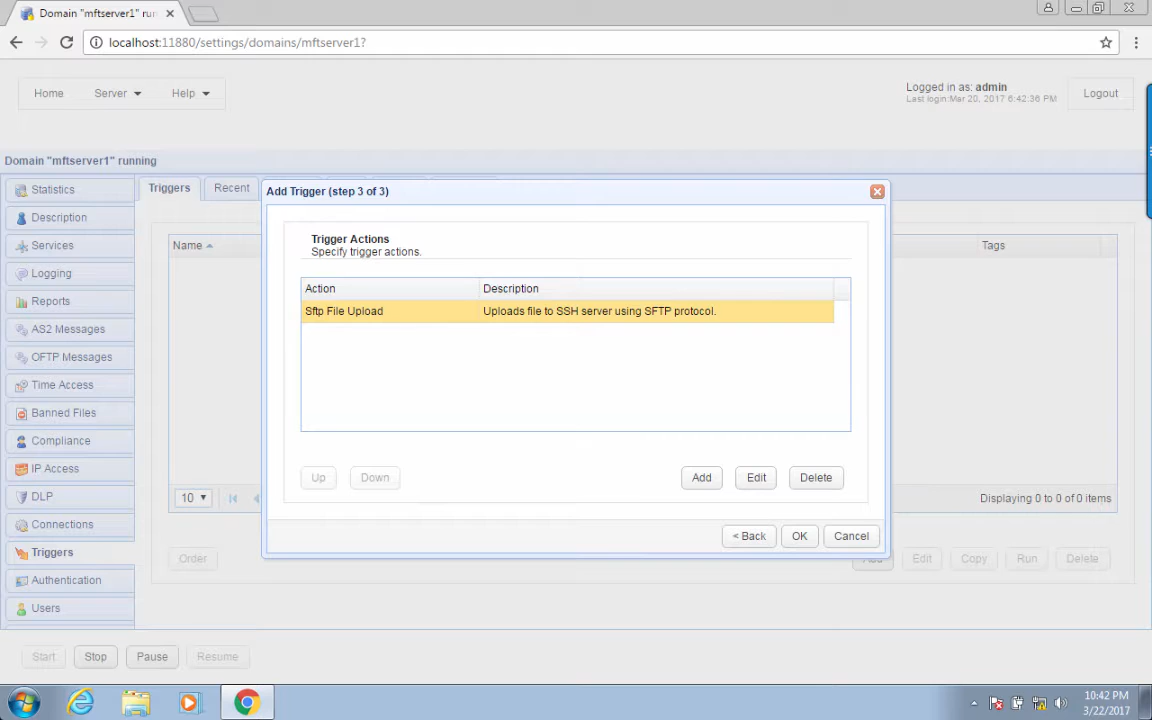 Domain "mftserver1" run
localhost:11880/settings/domains/mftserver1?
Home
Server
Help
Logged in as: admin
Last login:Mar 20, 2017 6:42:36 PM
Logout
Domain "mftserver1" running
Statistics
Description
Services
Logging
Reports
AS2 Messages
OFTP Messages
Time Access
Banned Files
Compliance
IP Access
DLP
Connections
Triggers
Authentication
Users
Triggers
Recent
Name
Tags
Add Trigger (step 3 of 3)
Trigger Actions
Specify trigger actions.
Action
Description
Sftp File Upload
Uploads file to SSH server using SFTP protocol.
Up
Down
Add
Edit
Delete
< Back
OK
Cancel
10
Displaying 0 to 0 of 0 items
Order
Add
Edit
Copy
Run
Delete
Start
Stop
Pause
Resume
10:42 PM
3/22/2017